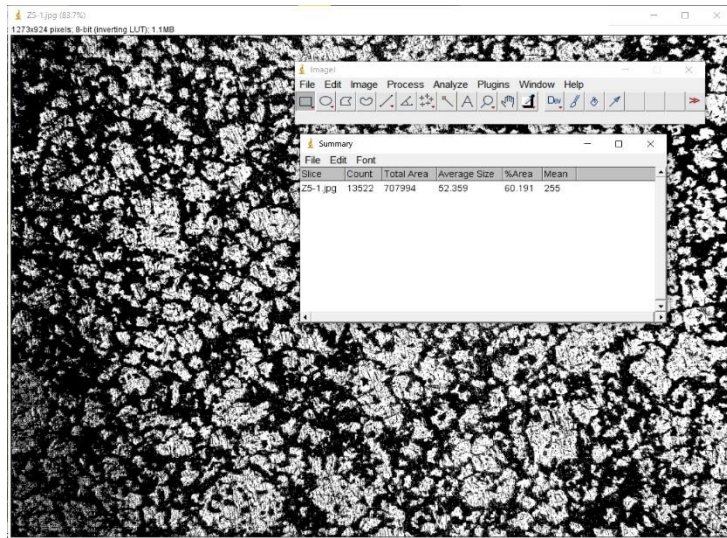 Z5-1.jpg (83.7%)
1273x924 pixels; 8-bit (inverting LUT); 1.1MB
ImageJ
File Edit Image Process Analyze Plugins Window Help
A Dev
Summary
File Edit Font
Slice Count Total Area Average Size %Area Mean
Z5-1.jpg 13522 707994 52.359 60.191 255